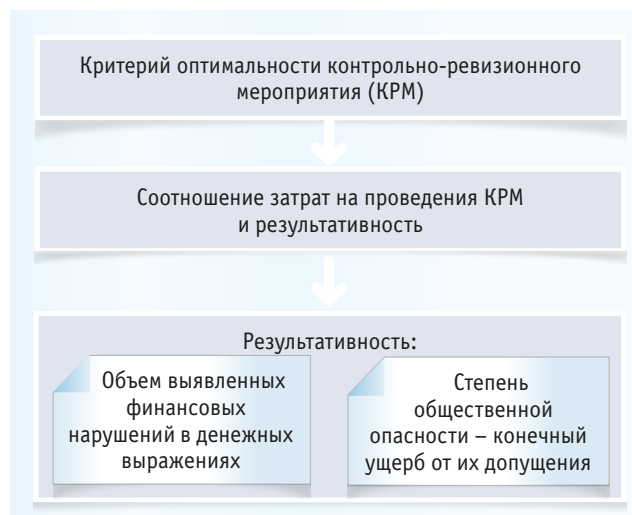 Критерий оптимальности контрольно-ревизионного
мероприятия (КРМ)
Соотношение затрат на проведения КРМ
и результативность
Результативность:
Объем выявленных
финансовых
нарушений в денежных
выражениях
Степень
общественной
опасности – конечный
ущерб от их допущения